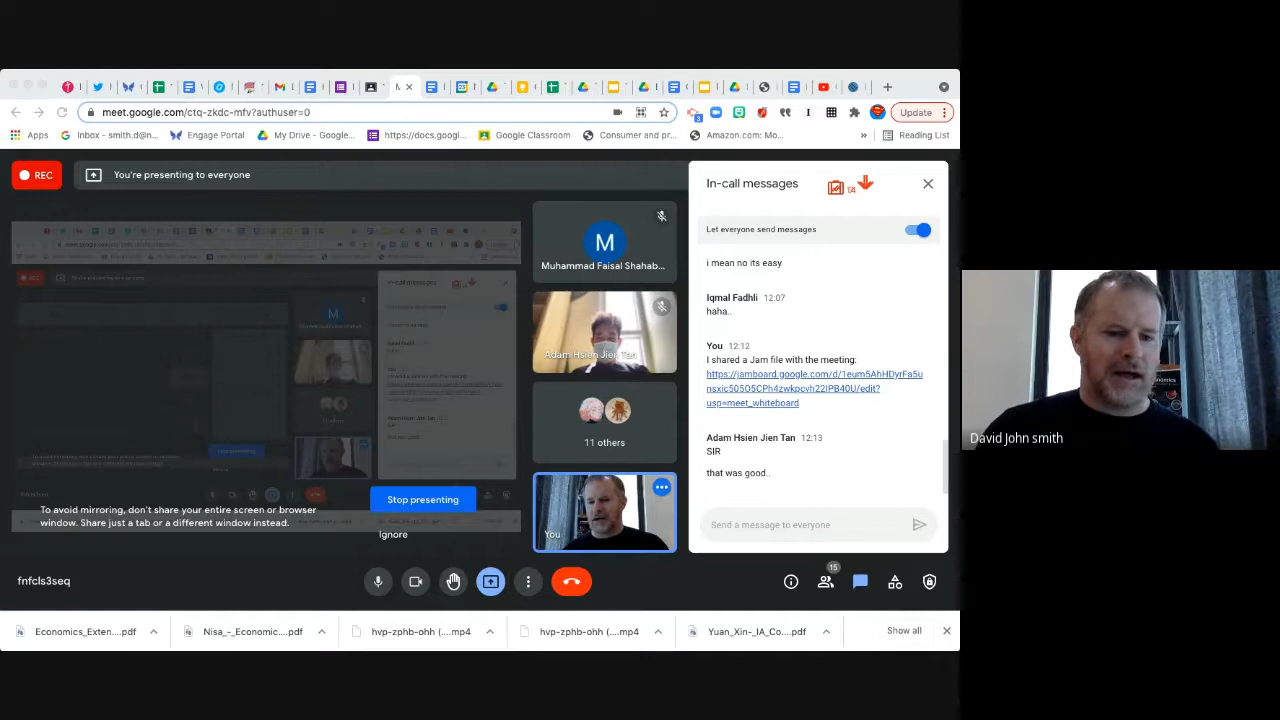 meet.google.com/ctq-zkdc-mfv?authuser=0
Update
Apps
Inbox - smith.d@n...
Engage Portal
My Drive - Google...
https://docs.googl...
Google Classroom
Consumer and pr...
Amazon.com: Mo...
»
Reading List
REC
You're presenting to everyone
In-call messages
Let everyone send messages
i mean no its easy
Iqmal Fadhli 12:07
haha..
You 12:12
I shared a Jam file with the meeting:
https://jamboard.google.com/d/1eum5AhHDyrFa5u
nsxic505O5CPh4zwkpcvh22IPB40U/edit?
usp=meet_whiteboard
Adam Hsien Jien Tan 12:13
SIR
that was good..
Send a message to everyone
M
Muhammad Faisal Shahab...
Adam Hsien Jien Tan
11 others
You
To avoid mirroring, don't share your entire screen or browser
window. Share just a tab or a different window instead.
Stop presenting
Ignore
David John smith
fnfcls3seq
15
Economics_Exten....pdf
Nisa_-_Economic....pdf
hvp-zphb-ohh (....mp4
hvp-zphb-ohh (....mp4
Yuan_Xin-_IA_Co....pdf
Show all